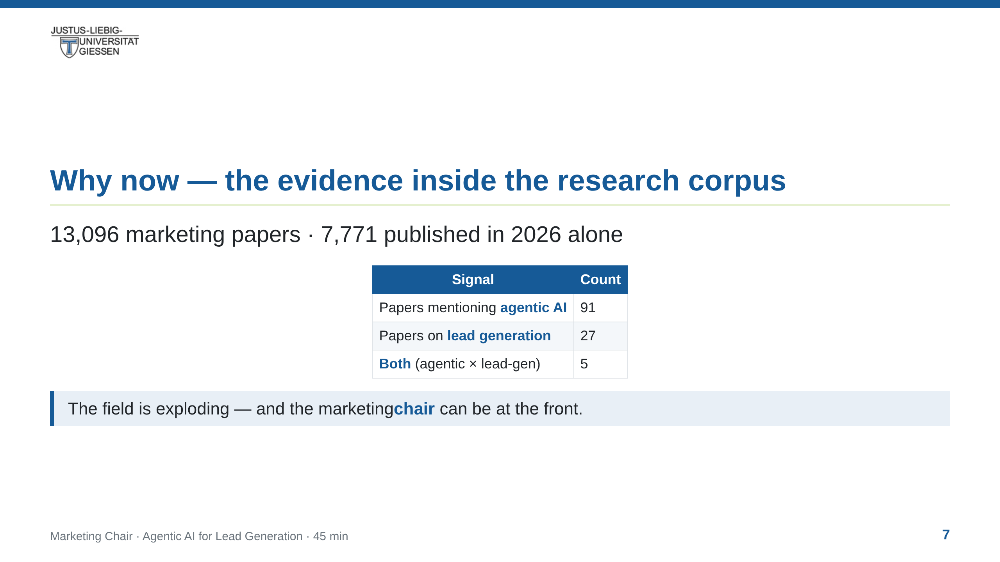 JUSTUS-LIEBIG-
UNIVERSITÄT
GIESSEN
Why now — the evidence inside the research corpus
13,096 marketing papers · 7,771 published in 2026 alone
Signal Count
Papers mentioning agentic AI 91
Papers on lead generation 27
Both (agentic × lead-gen) 5
The field is exploding — and the marketingchair can be at the front.
Marketing Chair · Agentic AI for Lead Generation · 45 min
7